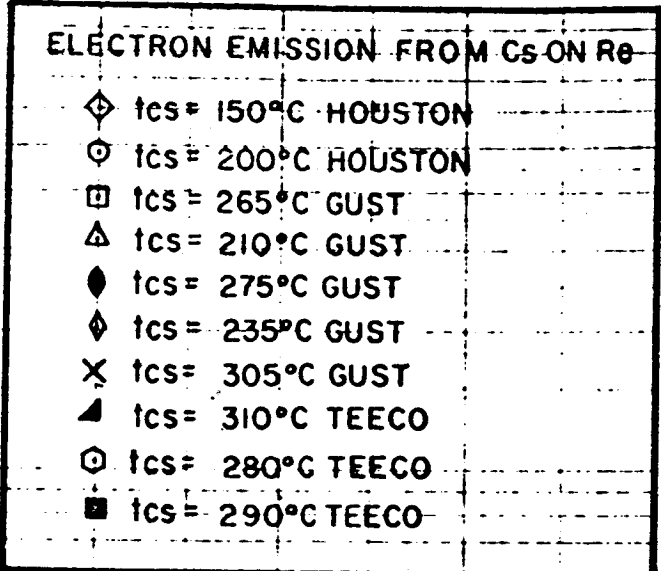 ELECTRON EMISSION FROM Cs ON Re
tcs= 150°C HOUSTON
tcs= 200°C HOUSTON
tcs= 265°C GUST
tcs= 210°C GUST
tcs= 275°C GUST
tcs= 235°C GUST
tcs= 305°C GUST
tcs= 310°C TEECO
tcs= 280°C TEECO
tcs= 290°C TEECO